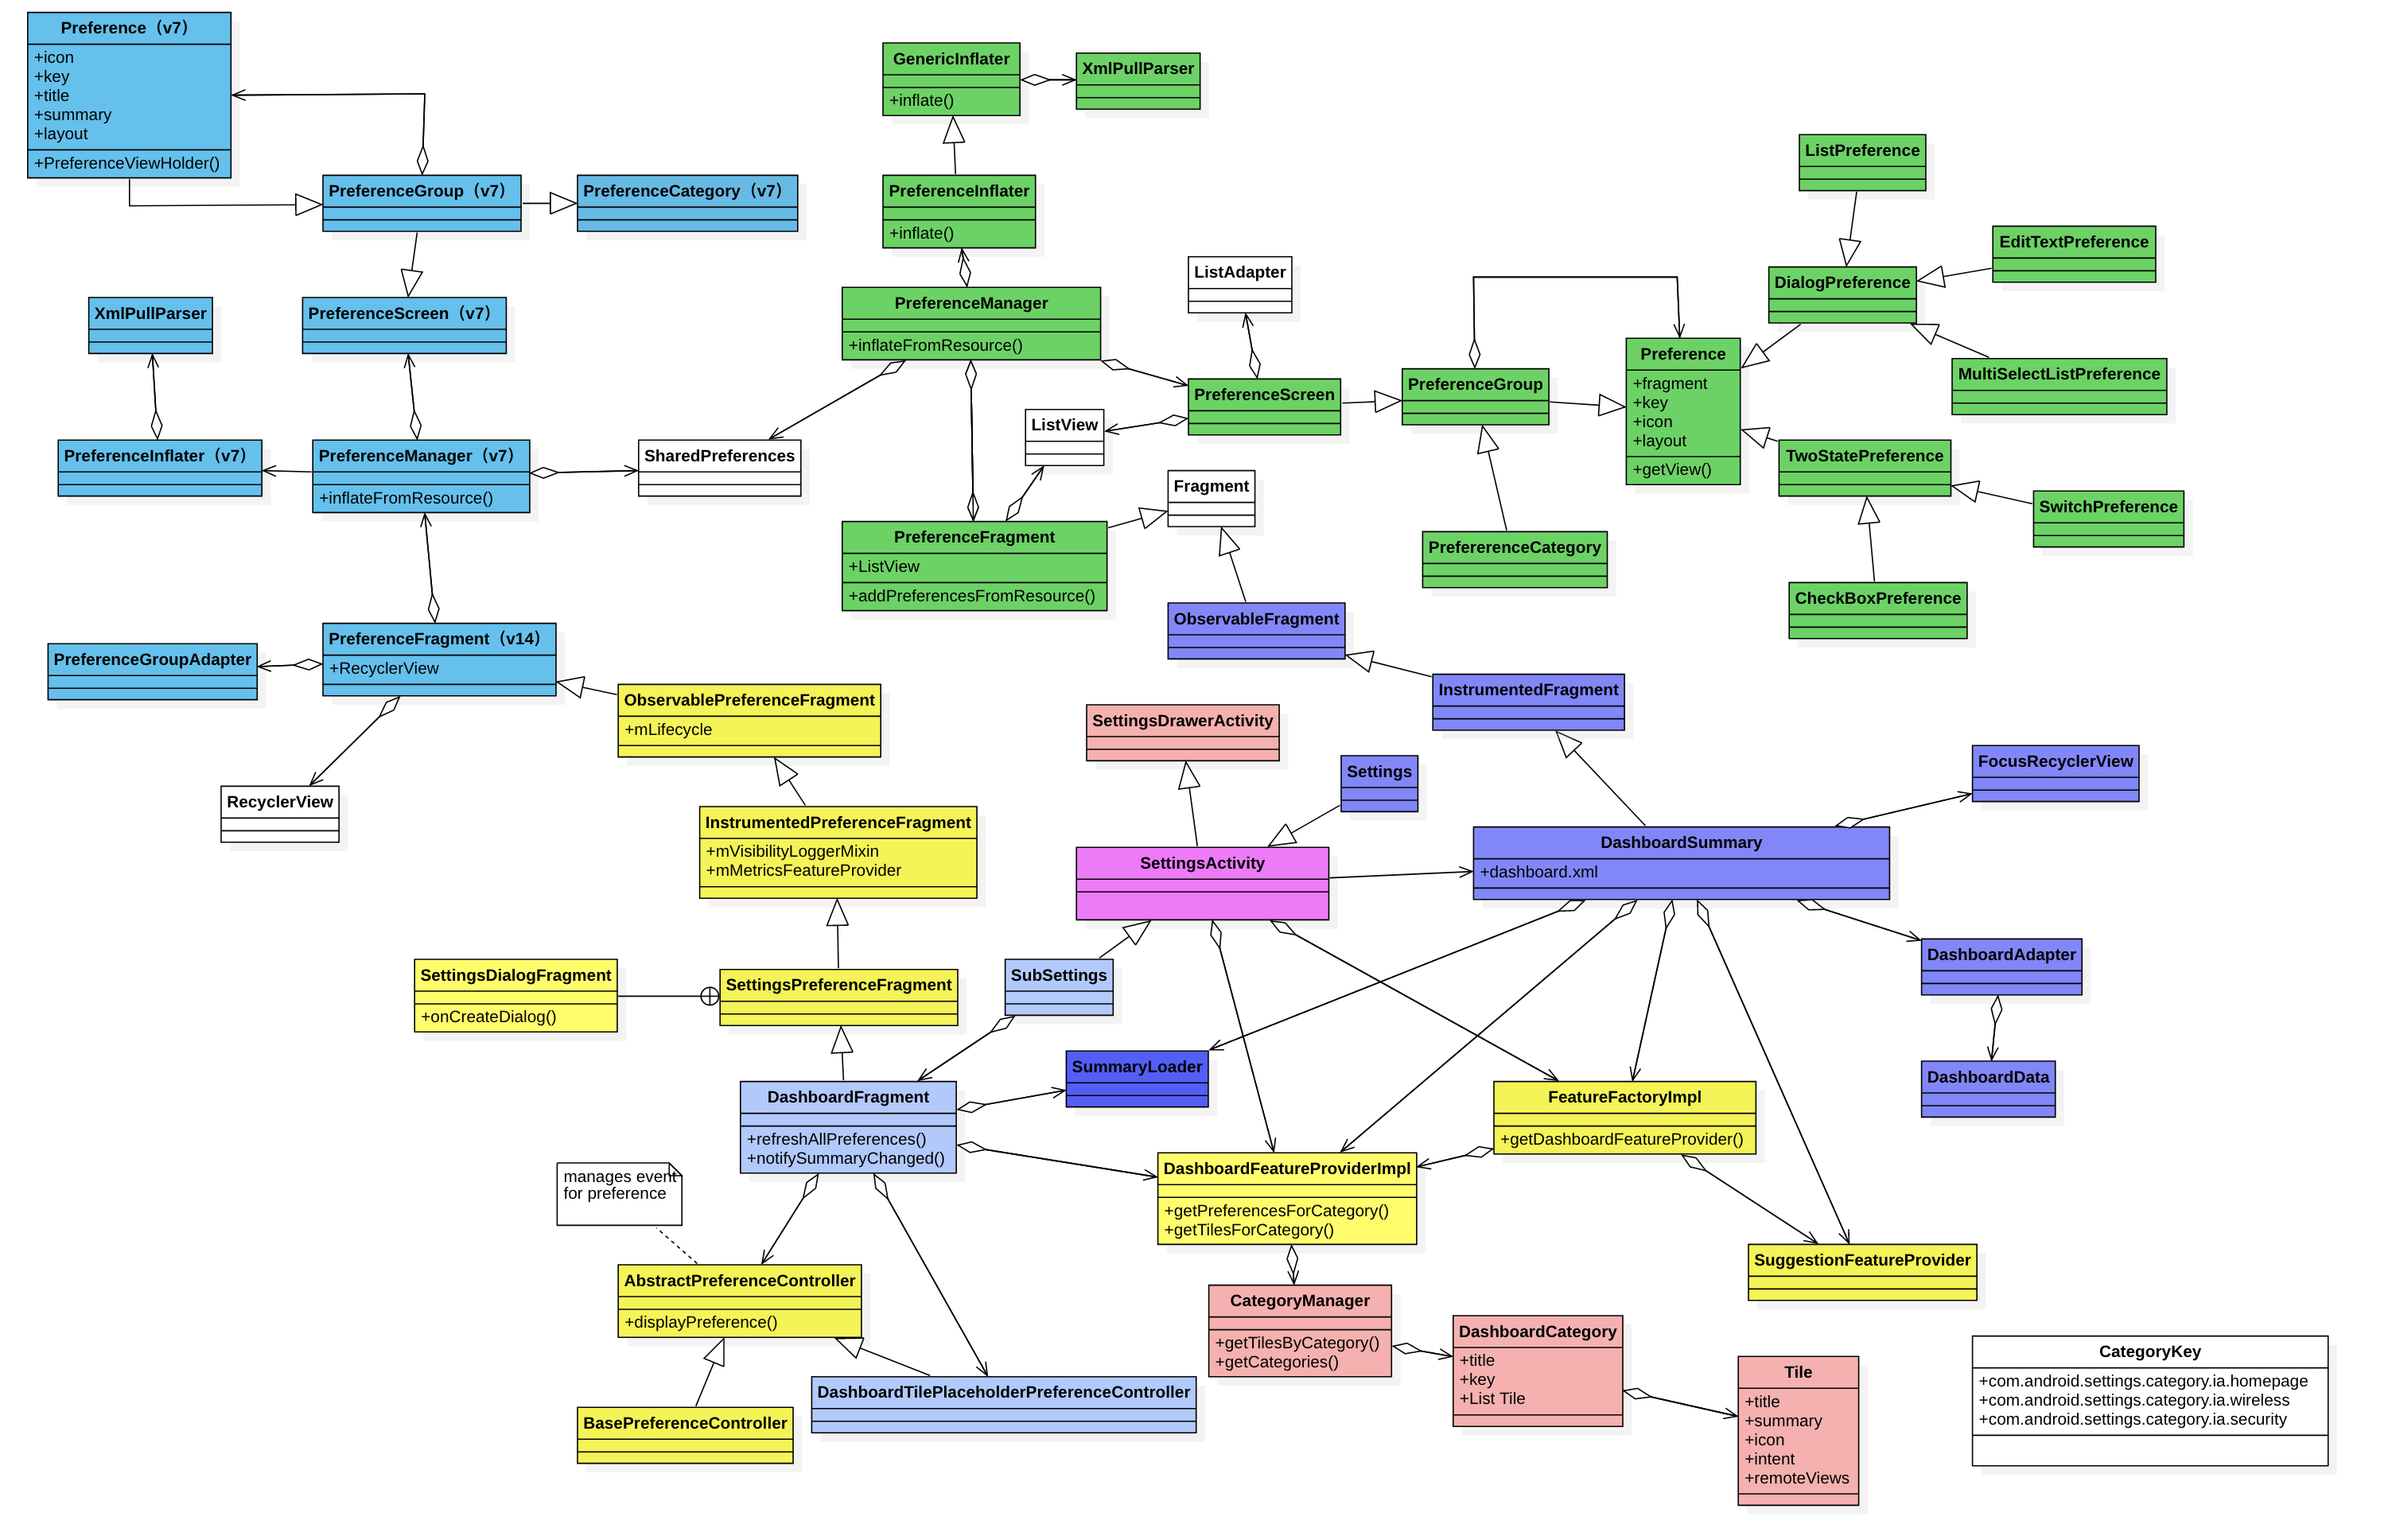 Preference（v7）
+icon
+key
+title
+summary
+layout
+PreferenceViewHolder()
PreferenceGroup（v7）
PreferenceCategory（v7）
XmlPullParser
PreferenceScreen（v7）
PreferenceInflater（v7）
PreferenceManager（v7）
+inflateFromResource()
SharedPreferences
PreferenceGroupAdapter
PreferenceFragment（v14）
+RecyclerView
RecyclerView
GenericInflater
+inflate()
XmlPullParser
PreferenceInflater
+inflate()
PreferenceManager
+inflateFromResource()
ListAdapter
PreferenceScreen
ListView
PreferenceFragment
+ListView
+addPreferencesFromResource()
Fragment
PreferenceGroup
PrefererenceCategory
Preference
+fragment
+key
+icon
+layout
+getView()
ListPreference
EditTextPreference
DialogPreference
MultiSelectListPreference
TwoStatePreference
SwitchPreference
CheckBoxPreference
ObservableFragment
InstrumentedFragment
ObservablePreferenceFragment
+mLifecycle
InstrumentedPreferenceFragment
+mVisibilityLoggerMixin
+mMetricsFeatureProvider
SettingsDialogFragment
+onCreateDialog()
SettingsPreferenceFragment
SettingsDrawerActivity
Settings
SettingsActivity
SubSettings
DashboardSummary
+dashboard.xml
FocusRecyclerView
DashboardAdapter
DashboardData
SummaryLoader
DashboardFragment
+refreshAllPreferences()
+notifySummaryChanged()
FeatureFactoryImpl
+getDashboardFeatureProvider()
DashboardFeatureProviderImpl
+getPreferencesForCategory()
+getTilesForCategory()
SuggestionFeatureProvider
manages event
for preference
AbstractPreferenceController
+displayPreference()
BasePreferenceController
DashboardTilePlaceholderPreferenceController
CategoryManager
+getTilesByCategory()
+getCategories()
DashboardCategory
+title
+key
+List Tile
Tile
+title
+summary
+icon
+intent
+remoteViews
CategoryKey
+com.android.settings.category.ia.homepage
+com.android.settings.category.ia.wireless
+com.android.settings.category.ia.security